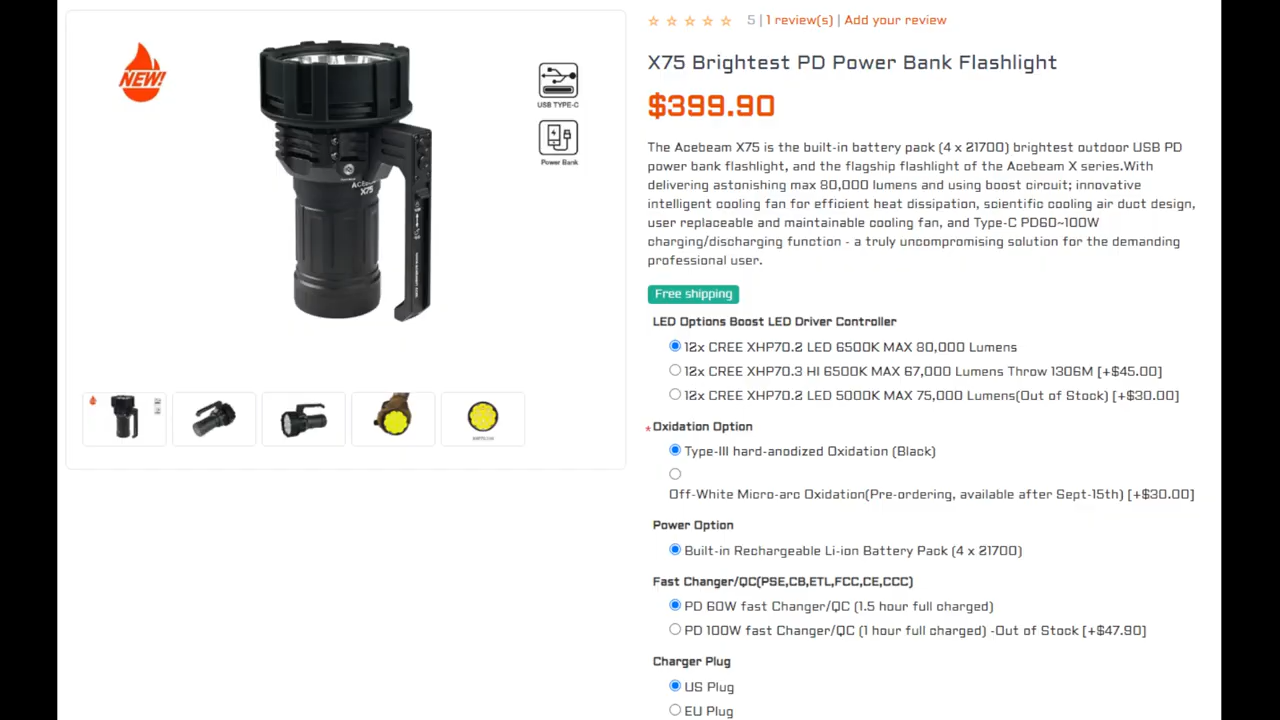 5 | 1 review(s) | Add your review
X75 Brightest PD Power Bank Flashlight
$399.90
The Acebeam X75 is the built-in battery pack (4 x 21700) brightest outdoor USB PD
power bank flashlight, and the flagship flashlight of the Acebeam X series.With
delivering astonishing max 80,000 lumens and using boost circuit; innovative
intelligent cooling fan for efficient heat dissipation, scientific cooling air duct design,
user replaceable and maintainable cooling fan, and Type-C PD60~100W
charging/discharging function - a truly uncompromising solution for the demanding
professional user.
Free shipping
LED Options Boost LED Driver Controller
12x CREE XHP70.2 LED 6500K MAX 80,000 Lumens
12x CREE XHP70.3 HI 6500K MAX 67,000 Lumens Throw 1306M [+$45.00]
12x CREE XHP70.2 LED 5000K MAX 75,000 Lumens(Out of Stock) [+$30.00]
* Oxidation Option
Type-III hard-anodized Oxidation (Black)
Off-White Micro-arc Oxidation(Pre-ordering, available after Sept-15th) [+$30.00]
Power Option
Built-in Rechargeable Li-ion Battery Pack (4 x 21700)
Fast Changer/QC(PSE,CB,ETL,FCC,CE,CCC)
PD 60W fast Changer/QC (1.5 hour full charged)
PD 100W fast Changer/QC (1 hour full charged) -Out of Stock [+$47.90]
Charger Plug
US Plug
EU Plug
NEW!
USB TYPE-C
Power Bank
X75